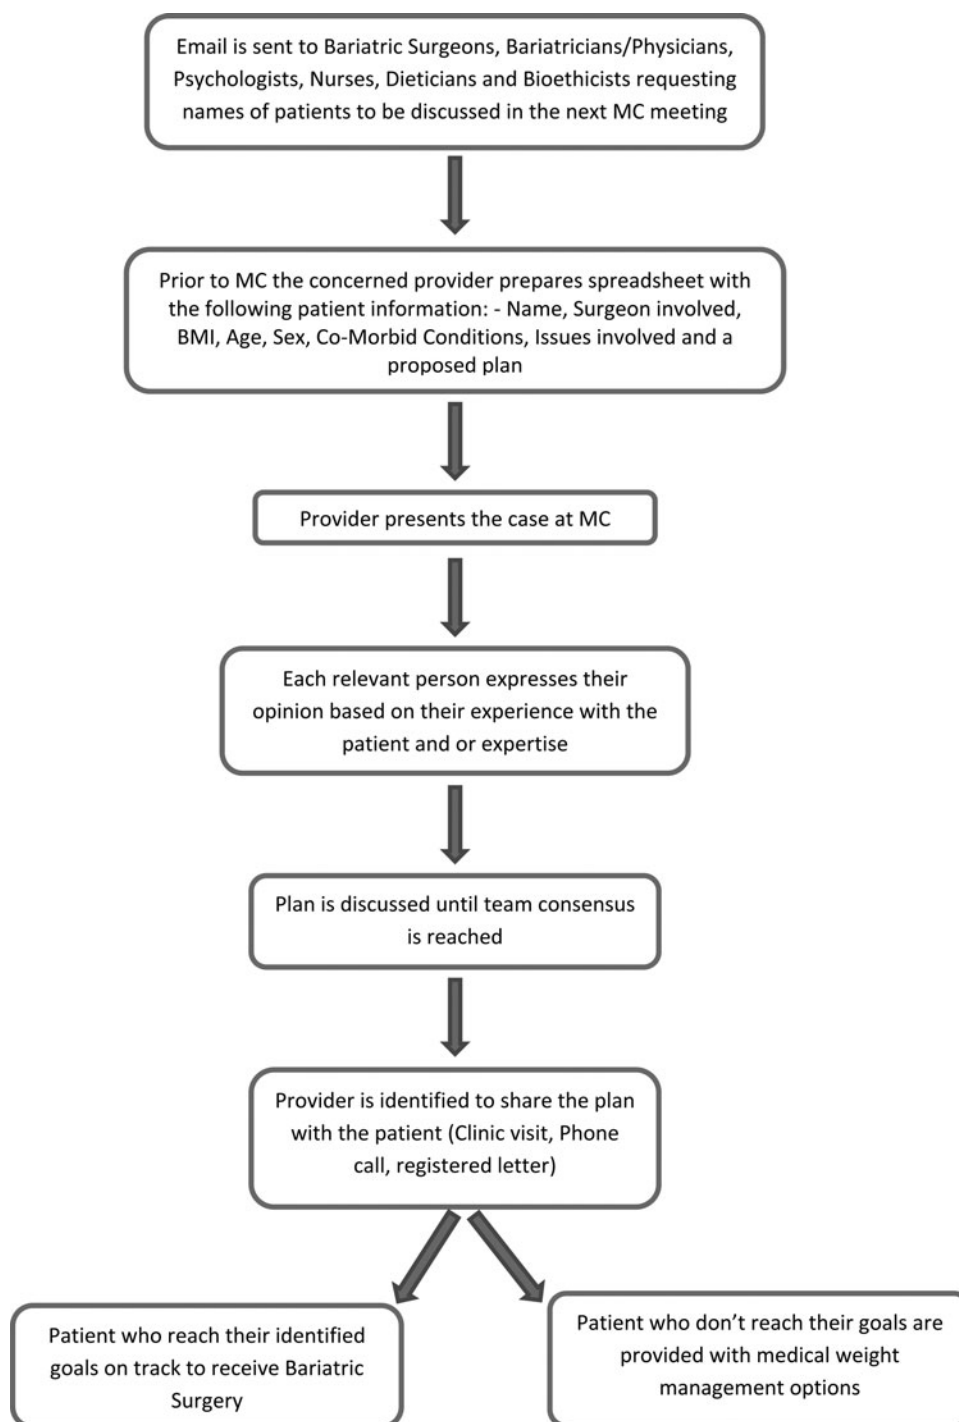 Email is sent to Bariatric Surgeons, Bariatricians/Physicians,
Psychologists, Nurses, Dieticians and Bioethicists requesting
names of patients to be discussed in the next MC meeting
Prior to MC the concerned provider prepares spreadsheet with
the following patient information: - Name, Surgeon involved,
BMI, Age, Sex, Co-Morbid Conditions, Issues involved and a
proposed plan
Provider presents the case at MC
Each relevant person expresses their
opinion based on their experience with the
patient and or expertise
Plan is discussed until team consensus
is reached
Provider is identified to share the plan
with the patient (Clinic visit, Phone
call, registered letter)
Patient who reach their identified
goals on track to receive Bariatric
Surgery
Patient who don’t reach their goals are
provided with medical weight
management options